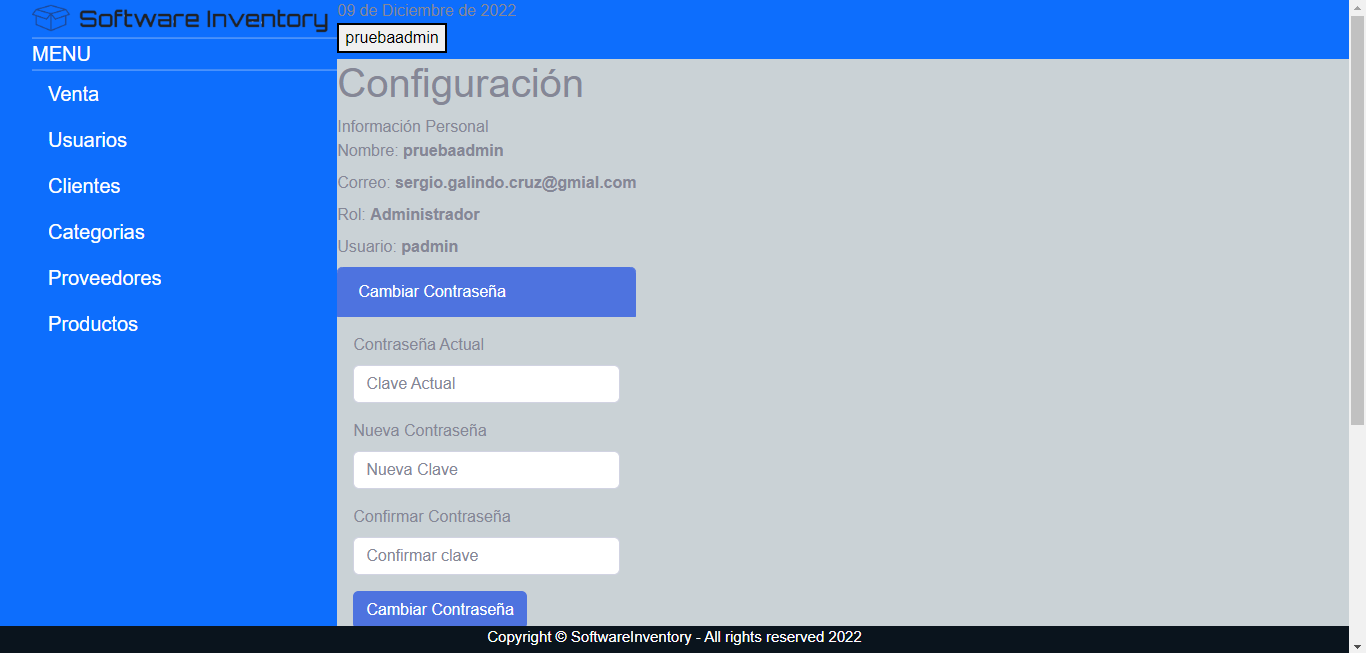 Software Inventory
MENU
Venta
Usuarios
Clientes
Categorias
Proveedores
Productos
09 de Diciembre de 2022
pruebaadmin
Configuración
Información Personal
Nombre: pruebaadmin
Correo: sergio.galindo.cruz@gmial.com
Rol: Administrador
Usuario: padmin
Cambiar Contraseña
Contraseña Actual
Clave Actual
Nueva Contraseña
Nueva Clave
Confirmar Contraseña
Confirmar clave
Cambiar Contraseña
Copyright © SoftwareInventory - All rights reserved 2022